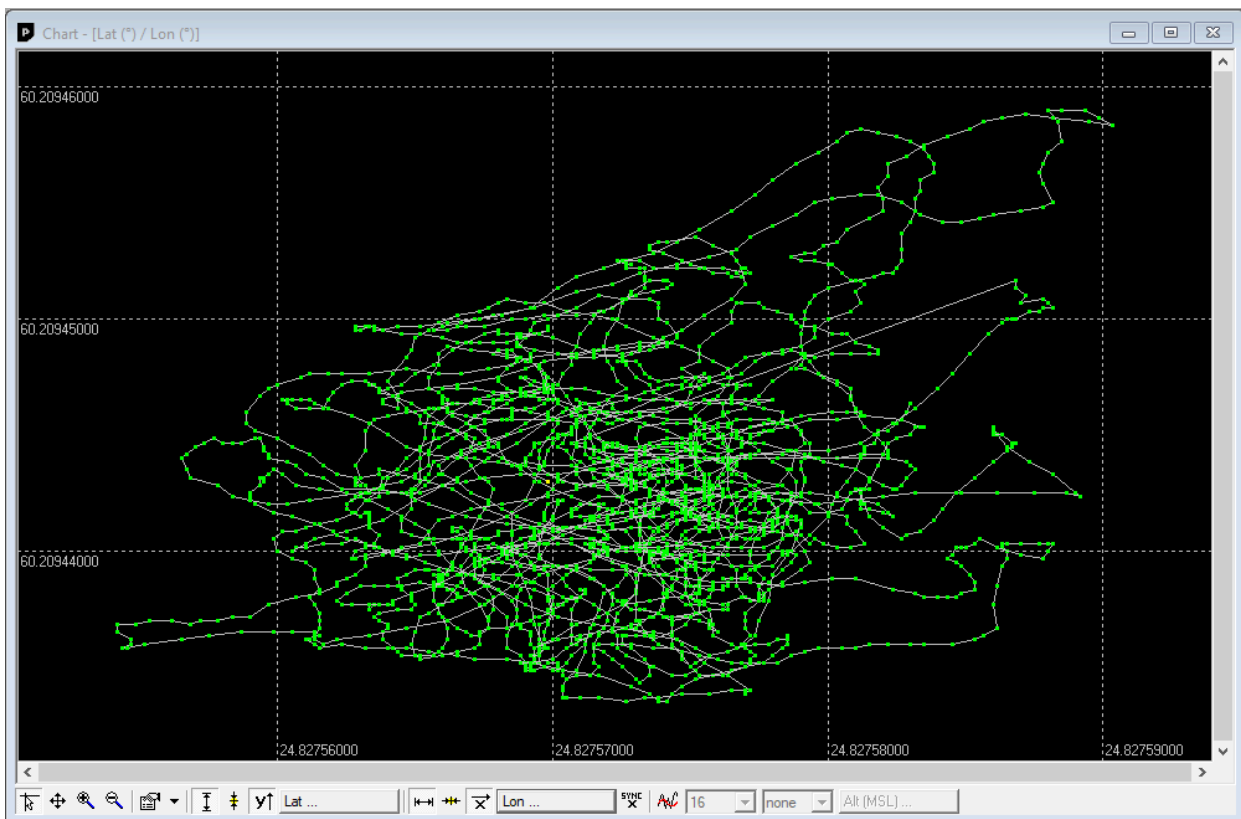 Chart - [Lat (°) / Lon (°)]
60.20946000
60.20945000
60.20944000
24.82756000
24.82757000
24.82758000
24.82759000
Lat ...
Lon ...
SYNC
X
16
none
Alt (MSL) ...